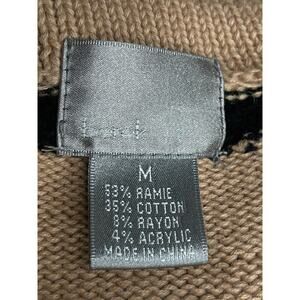 M
53% RAMIE
35% COTTON
8% RAYON
4% ACRYLIC
MADE IN CHINA